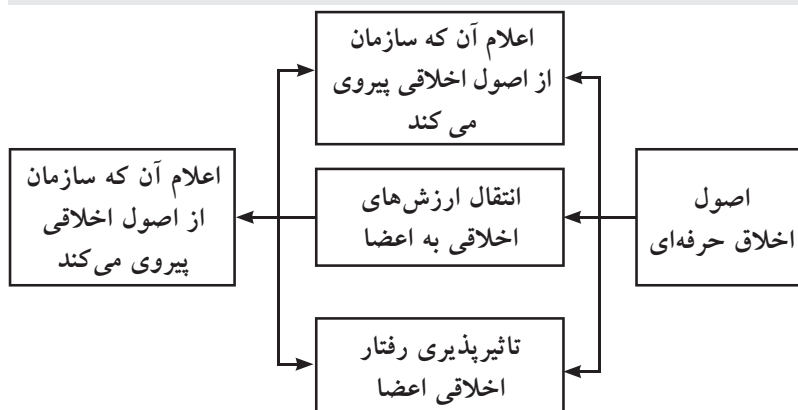 اصول
اخلاق حرفه‌ای
اعلام آن که سازمان
از اصول اخلاقی پیروی
می کند
انتقال ارزش‌های
اخلاقی به اعضا
تاثیرپذیری رفتار
اخلاقی اعضا
اعلام آن که سازمان
از اصول اخلاقی
پیروی می‌کند